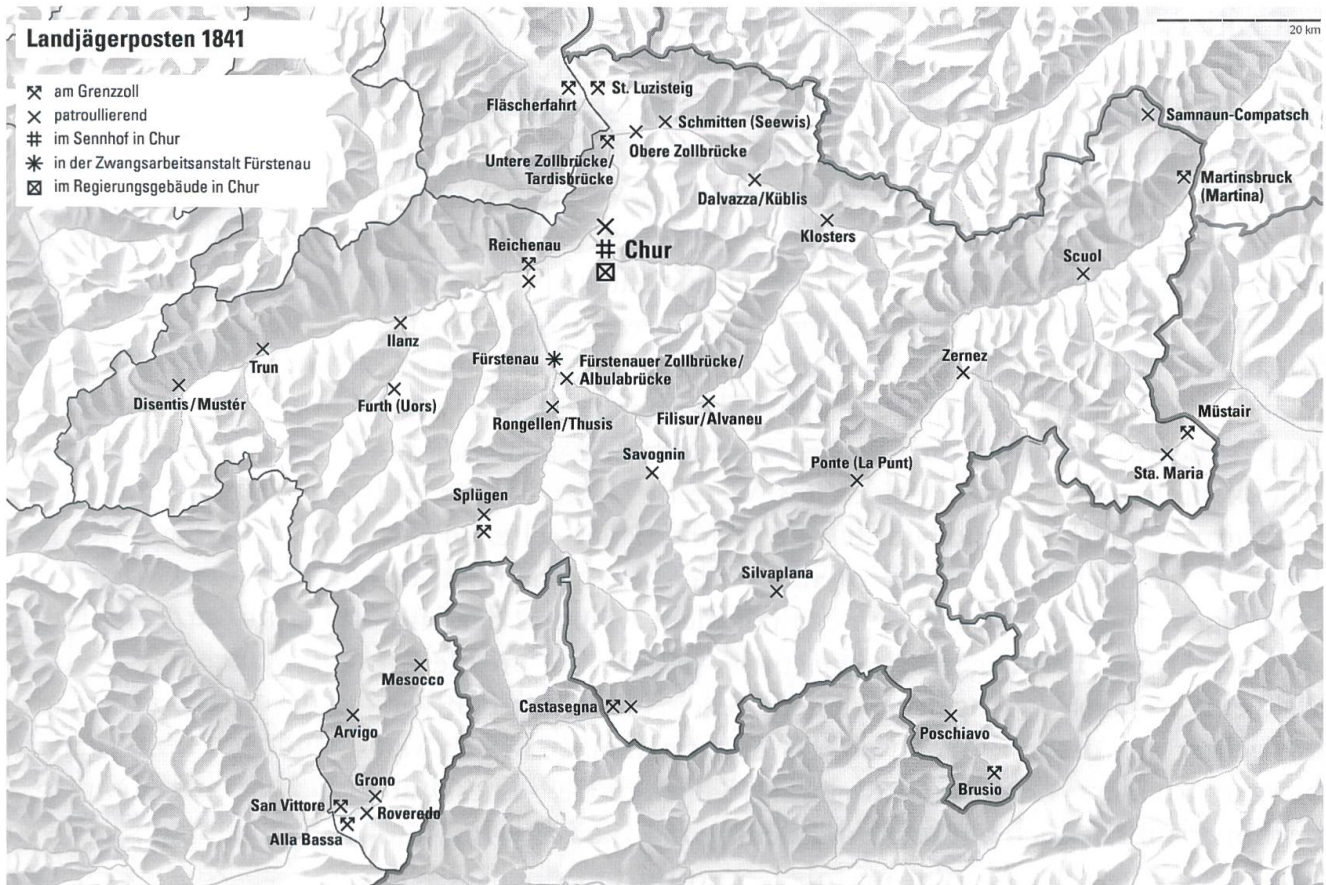 Landjägerposten 1841
am Grenzzoll
patroullierend
im Sennhof in Chur
in der Zwangsarbeitsanstalt Fürstenau
im Regierungsgebäude in Chur
20 km
Fläscherfahrt
St. Luzisteig
Schmitten (Seewis)
Obere Zollbrücke
Untere Zollbrücke/
Tardisbrücke
Samnaun-Compatsch
Martinsbruck
(Martina)
Dalvazza/Küblis
Klosters
Reichenau
Chur
Scuol
Ilanz
Trun
Disentis/Mustér
Furth (Uors)
Fürstenau
Fürstenauer Zollbrücke/
Albulabrücke
Rongellen/Thusis
Filisur/Alvaneu
Zernez
Müstair
Sta. Maria
Savognin
Ponte (La Punt)
Splügen
Silvaplana
Mesocco
Castasegna
Arvigo
Poschiavo
Brusio
Grono
San Vittore
Roveredo
Alla Bassa